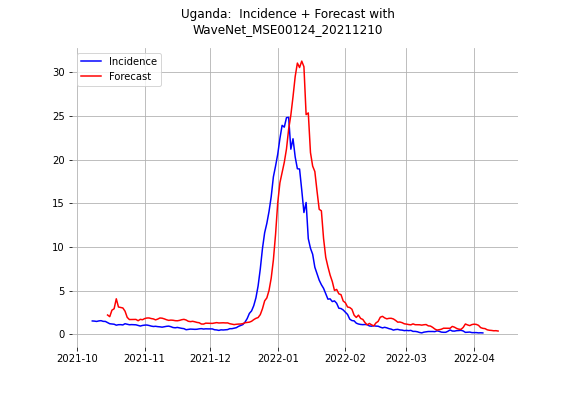 Uganda: Incidence + Forecast with
WaveNet_MSE00124_20211210
Incidence
Forecast
30
25
20
15
10
5
0
2021-10 2021-11 2021-12 2022-01 2022-02 2022-03 2022-04